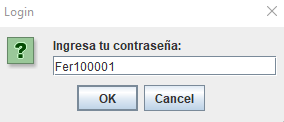 Login
Ingresa tu contraseña:
Fer100001
OK Cancel